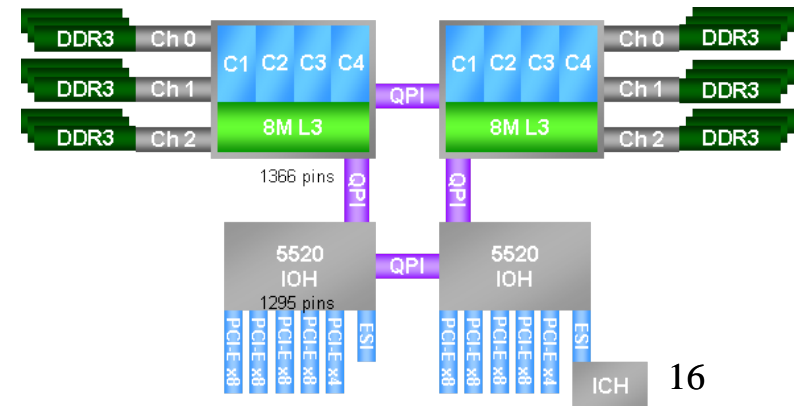 DDR3 Ch 0 Ch 0 DDR3
C1 C2 C3 C4 C1 C2 C3 C4
DDR3 Ch 1 QPI Ch 1 DDR3
8M L3 8M L3
DDR3 Ch 2 Ch 2 DDR3
1366 pins QPI QPI
5520 5520
IOH QPI IOH
1295 pins
PCI-E x8
PCI-E x8
PCI-E x8
PCI-E x8
PCI-E x4
ESI
PCI-E x8
PCI-E x8
PCI-E x8
PCI-E x8
PCI-E x4
ESI
ICH 16